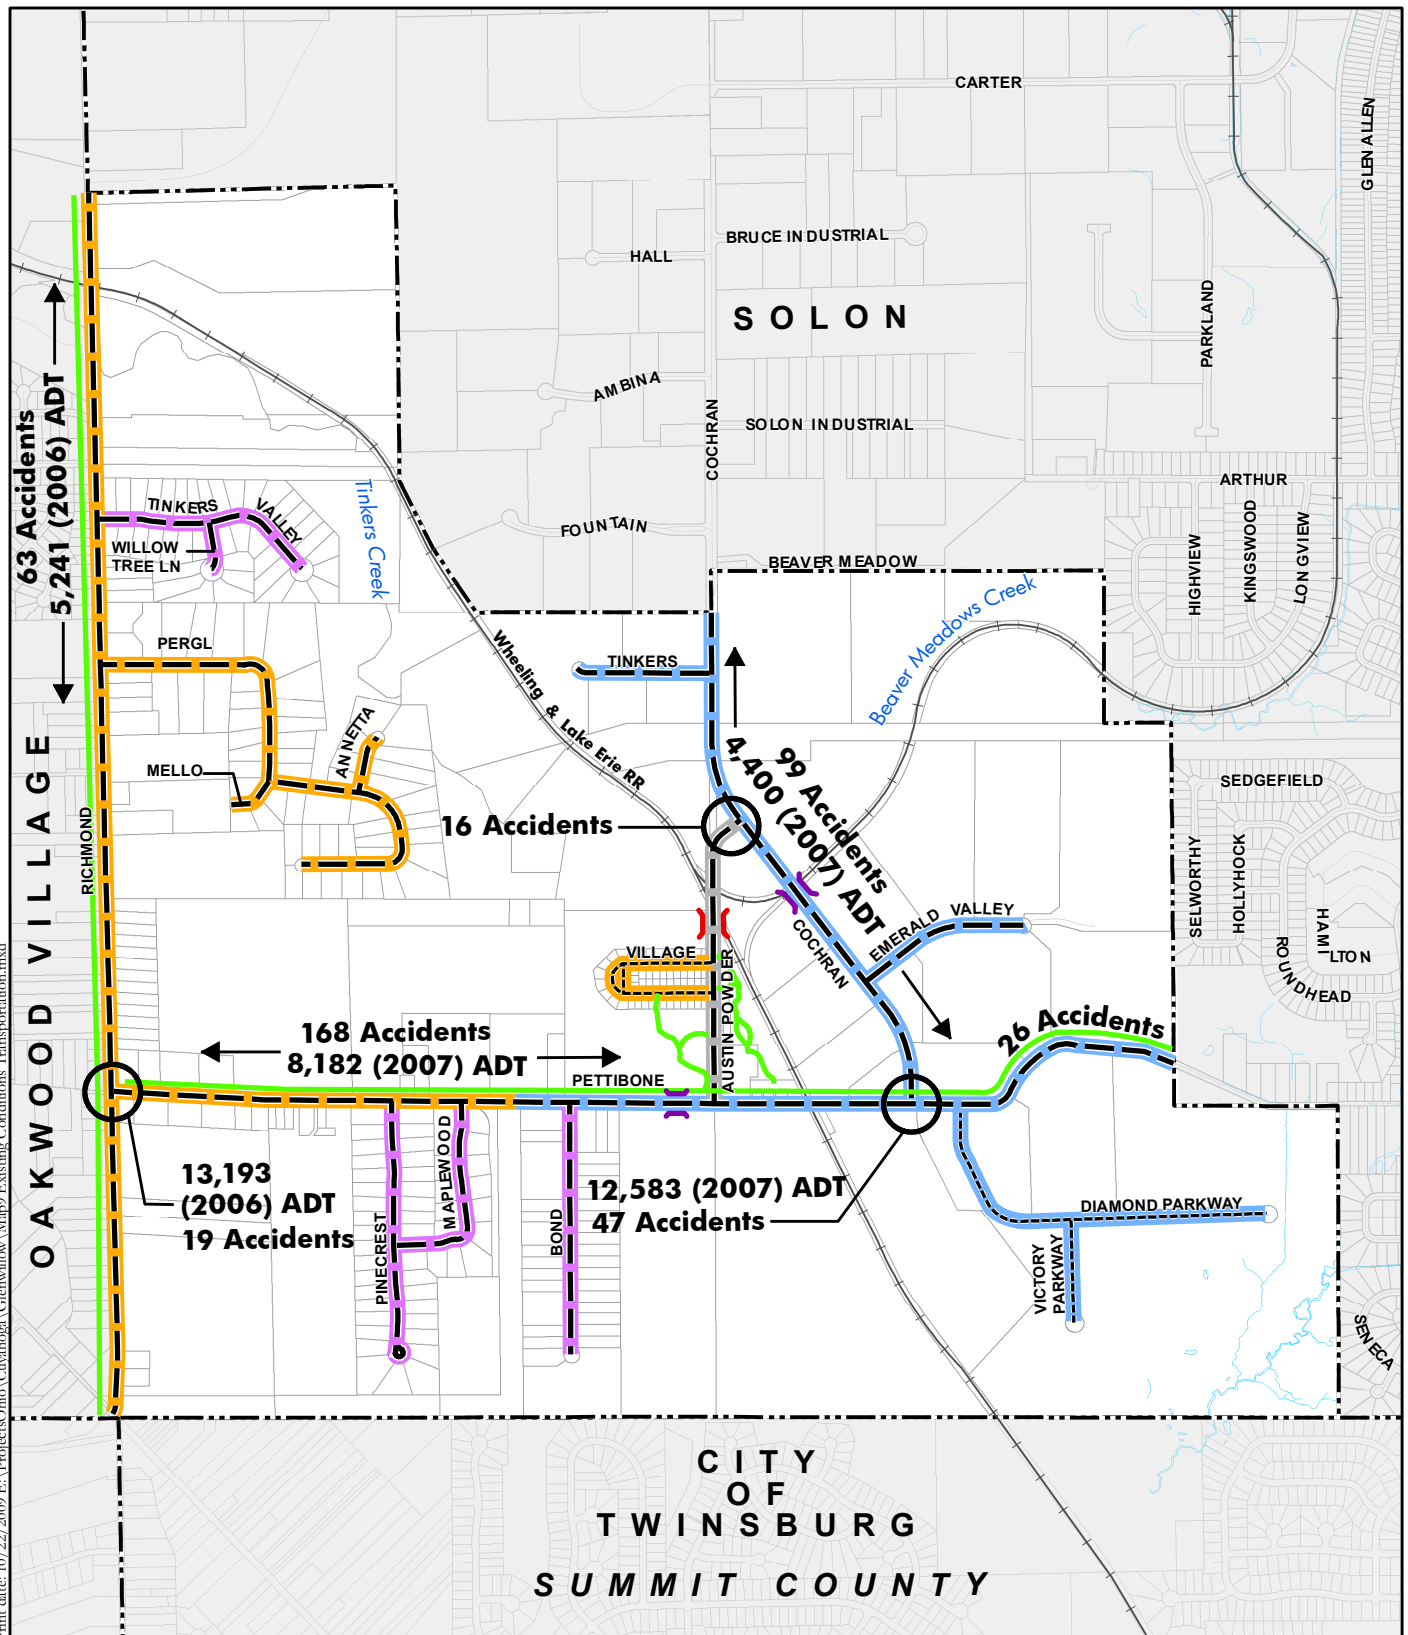 CARTER
GLEN ALLEN
BRUCE INDUSTRIAL
HALL
SOLON
PARKLAND
AMBINA
COCHRAN
SOLON INDUSTRIAL
63 Accidents
5,241 (2006) ADT
ARTHUR
TINKERS
VALLEY
Tinkers Creek
FOUNTAIN
KINGSWOOD
LONGVIEW
HIGHVIEW
WILLOW
TREE LN
BEAVER MEADOW
Beaver Meadows Creek
PERGL
Wheeling & Lake Erie RR
TINKERS
ANNETTA
MELLO
OAKWOOD VILLAGE
RICHMOND
99 Accidents
4,400 (2007) ADT
SEDGEFIELD
16 Accidents
SELWORTHY
HOLLYHOCK
HAMILTON
ROUNDHEAD
EMERALD VALLEY
COCHRAN
VILLAGE
AUSTIN POWDER
168 Accidents
8,182 (2007) ADT
26 Accidents
PETTIBONE
13,193
(2006) ADT
19 Accidents
MAPLEWOOD
PINECREST
BOND
12,583 (2007) ADT
47 Accidents
DIAMOND PARKWAY
VICTORY
PARKWAY
SENECA
CITY
OF
TWINSBURG
SUMMIT COUNTY